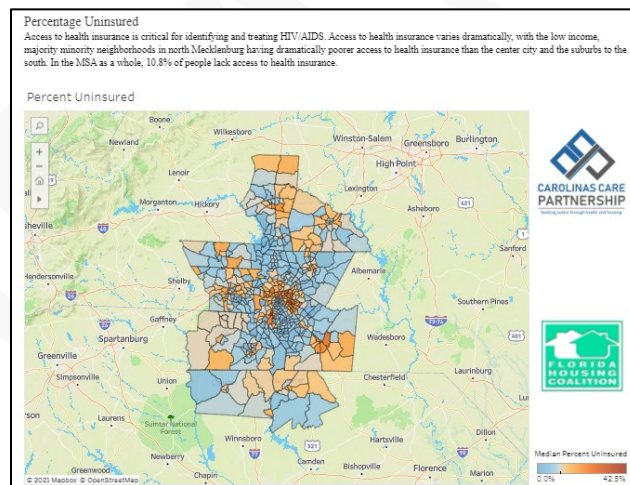 Percentage Uninsured
Access to health insurance is critical for identifying and treating HIV/AIDS. Access to health insurance varies dramatically, with the low income,
majority minority neighborhoods in north Mecklenburg having dramatically poorer access to health insurance than the center city and the suburbs to the
south. In the MSA as a whole, 10.8% of people lack access to health insurance.
Percent Uninsured
Boone
Wilkesboro
Newland
Winston-Salem
Greensboro
Burlington
High Point
Lenoir
Lexington
Morganton
Hickory
Asheboro
421
CAROLINAS CARE
PARTNERSHIP
sheville
Sanford
Albemarle
Hendersonville
Shelby
Southern Pines
Gaffney
Spartanburg
Wadesboro
421
Greenville
Laurinburg
Simpsonville
Union
Chesterfield
FLORIDA
HOUSING
COALITION
Sumter National
Forest
Laurens
Dillon
Winnsboro
Hartsville
Newberry
521
Camden
Median Percent Uninsured
Greenwood
Bishopville
Florence
Marion
Chapin
© 2021 Mapbox © OpenStreetMap
0.0%
42.5%